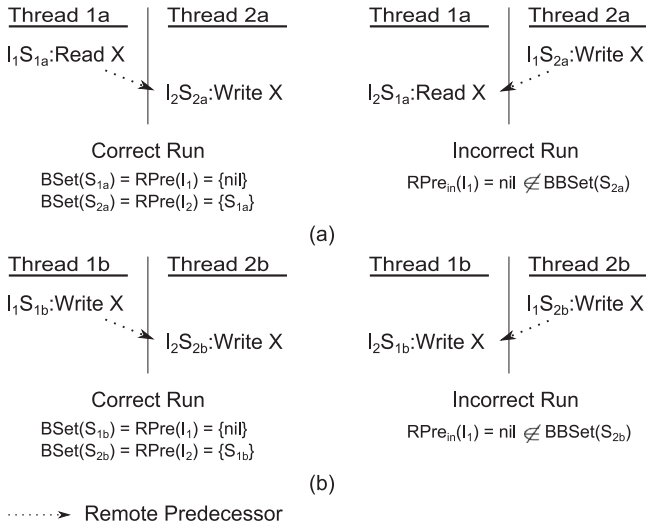 Thread 1a Thread 2a Thread 1a Thread 2a
I₁S₁ₐ:Read X I₁S₂ₐ:Write X
I₂S₂ₐ:Write X I₂S₁ₐ:Read X
Correct Run Incorrect Run
BSet(S₁ₐ) = RPre(I₁) = {nil} RPreᵢₙ(I₁) = nil ∉ BBSet(S₂ₐ)
BSet(S₂ₐ) = RPre(I₂) = {S₁ₐ}
(a)
Thread 1b Thread 2b Thread 1b Thread 2b
I₁S₁b:Write X I₁S₂b:Write X
I₂S₂b:Write X I₂S₁b:Write X
Correct Run Incorrect Run
BSet(S₁b) = RPre(I₁) = {nil} RPreᵢₙ(I₁) = nil ∉ BBSet(S₂b)
BSet(S₂b) = RPre(I₂) = {S₁b}
(b)
Remote Predecessor